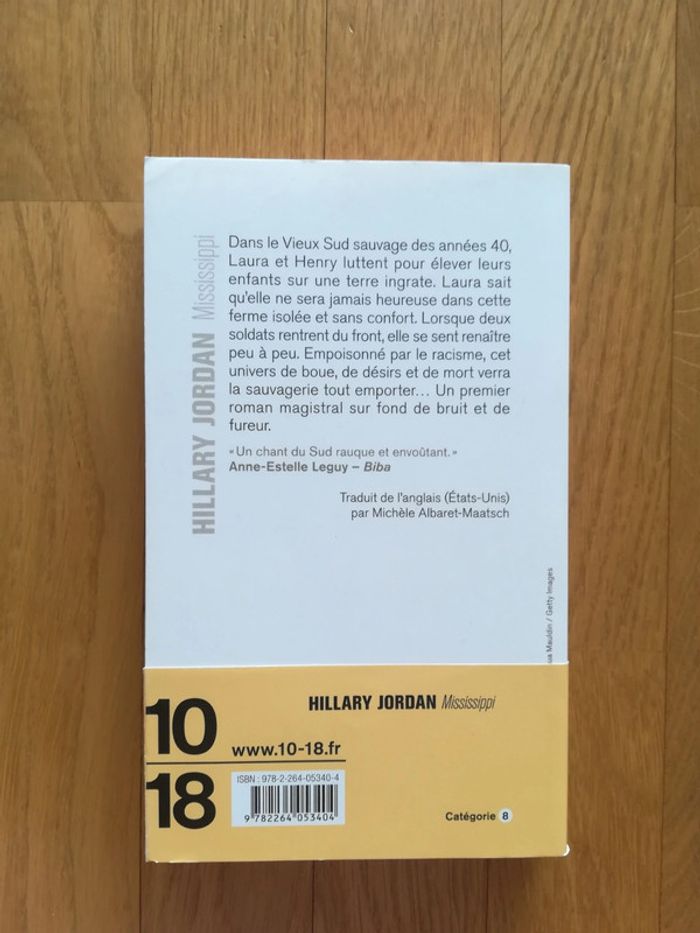 HILLARY JORDAN Mississippi
Dans le Vieux Sud sauvage des années 40,
Laura et Henry luttent pour élever leurs
enfants sur une terre ingrate. Laura sait
qu'elle ne sera jamais heureuse dans cette
ferme isolée et sans confort. Lorsque deux
soldats rentrent du front, elle se sent renaître
peu à peu. Empoisonné par le racisme, cet
univers de boue, de désirs et de mort verra
la sauvagerie tout emporter... Un premier
roman magistral sur fond de bruit et de
fureur.
« Un chant du Sud rauque et envoûtant. »
Anne-Estelle Leguy – Biba
Traduit de l'anglais (États-Unis)
par Michèle Albaret-Maatsch
Mauldin / Getty Images
HILLARY JORDAN Mississippi
10
18
www.10-18.fr
ISBN : 978-2-264-05340-4
9 782264 053404
Catégorie 8